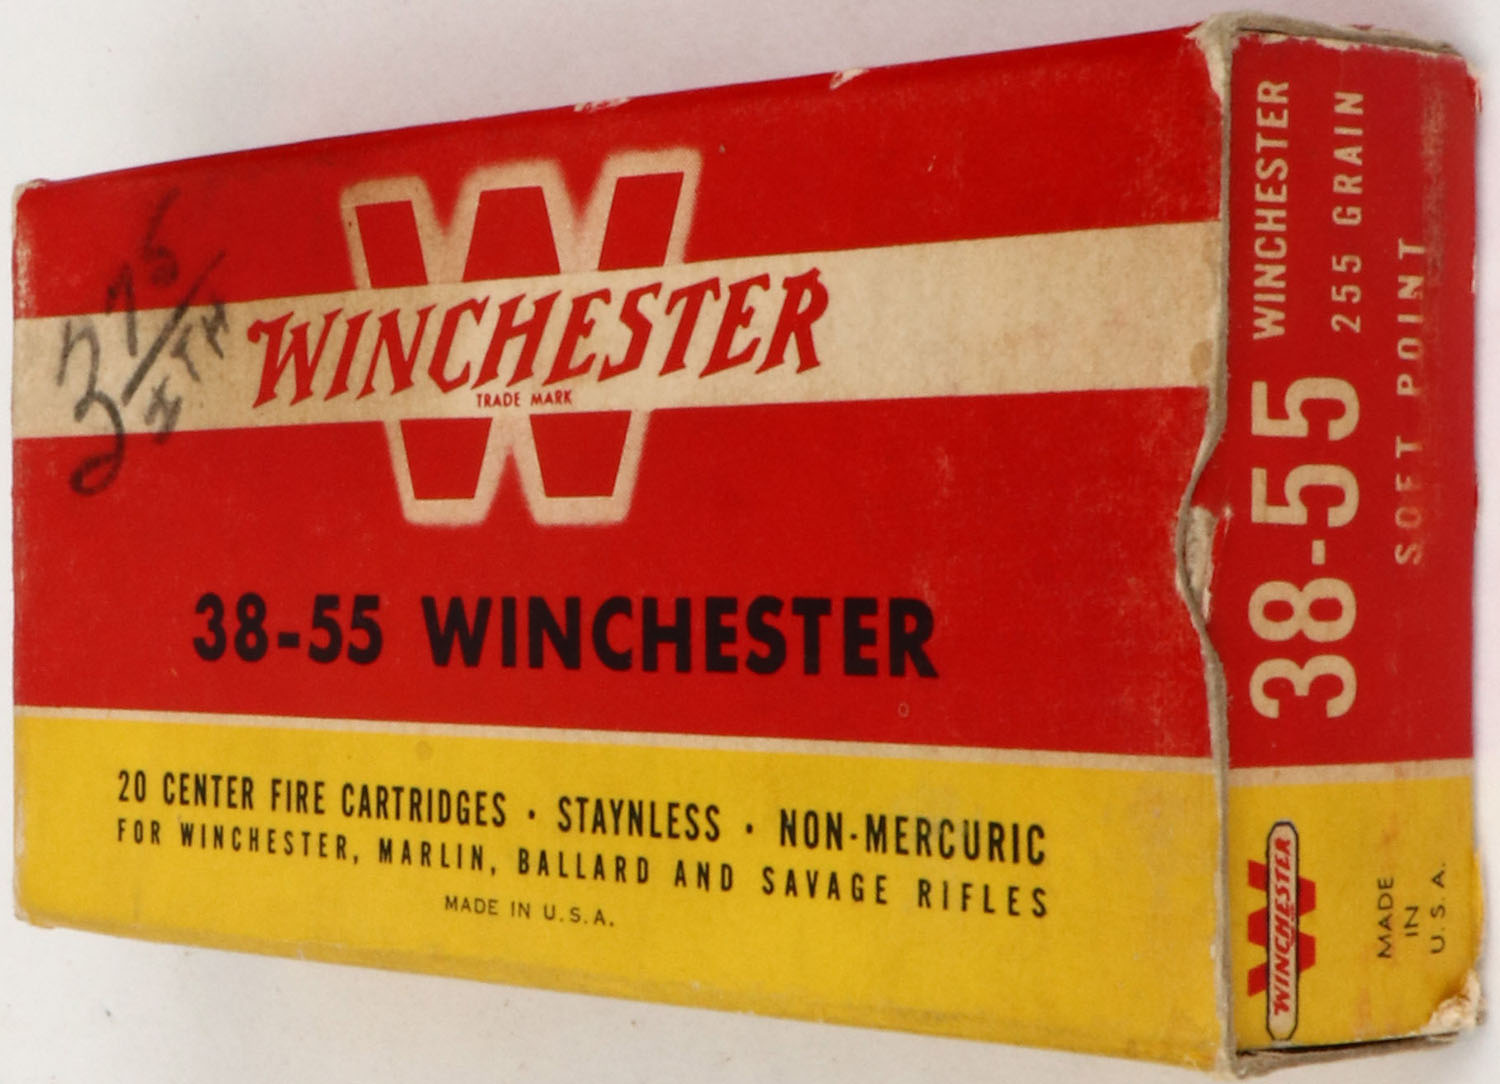 W
WINCHESTER
TRADE MARK
38-55 WINCHESTER
20 CENTER FIRE CARTRIDGES · STAYNLESS · NON-MERCURIC
FOR WINCHESTER, MARLIN, BALLARD AND SAVAGE RIFLES
MADE IN U.S.A.
38-55 WINCHESTER
255 GRAIN
SOFT POINT
W
WINCHESTER
MADE
IN
U.S.A.